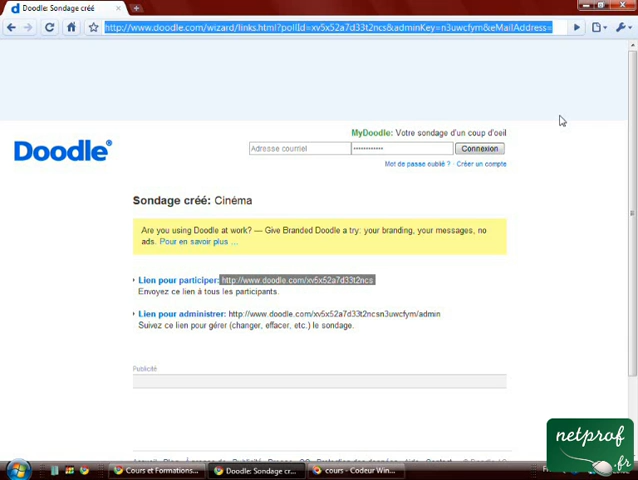 Doodle: Sondage créé
http://www.doodle.com/wizard/links.html?pollId=xv5x52a7d33t2ncs&adminKey=n3uwcfym&eMailAddress=
MyDoodle: Votre sondage d'un coup d'oeil
Doodle
Adresse courriel
************
Connexion
Mot de passe oublié ? · Créer un compte
Sondage créé: Cinéma
Are you using Doodle at work? — Give Branded Doodle a try: your branding, your messages, no
ads. Pour en savoir plus ...
Lien pour participer: http://www.doodle.com/xv5x52a7d33t2ncs
Envoyez ce lien à tous les participants.
Lien pour administrer: http://www.doodle.com/xv5x52a7d33t2ncsn3uwcfym/admin
Suivez ce lien pour gérer (changer, effacer, etc.) le sondage.
Publicité
netprof
.fr
Cours et Formations...
Doodle: Sondage cr...
cours - Codeur Win...